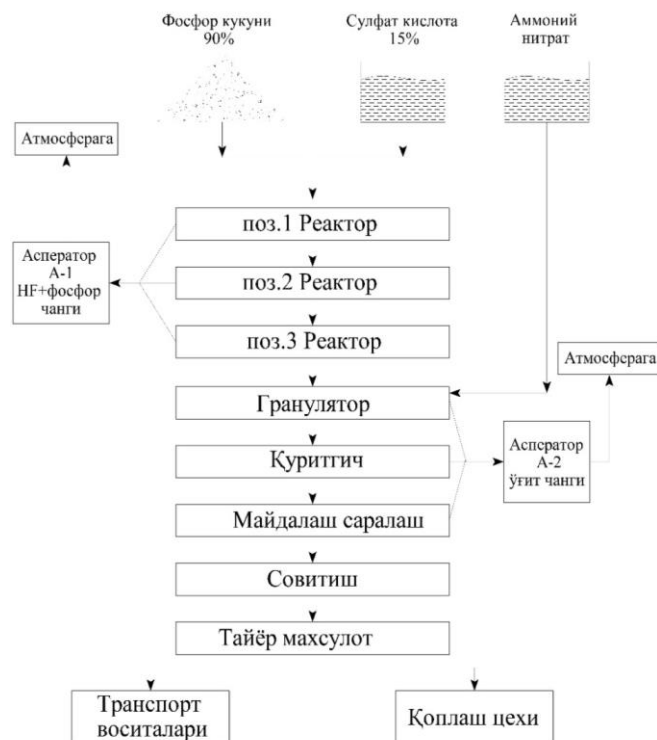 Фосфор кукуни
90%
Сулфат кислота
15%
Аммоний
нитрат
Атмосферага
поз.1 Реактор
Асператор
А-1
HF+фосфор
чанги
поз.2 Реактор
поз.3 Реактор
Атмосферага
Гранулятор
Қуритгич
Асператор
А-2
ўғит чанги
Майдалаш саралаш
Совитиш
Тайёр махсулот
Транспорт
воситалари
Қоплаш цехи